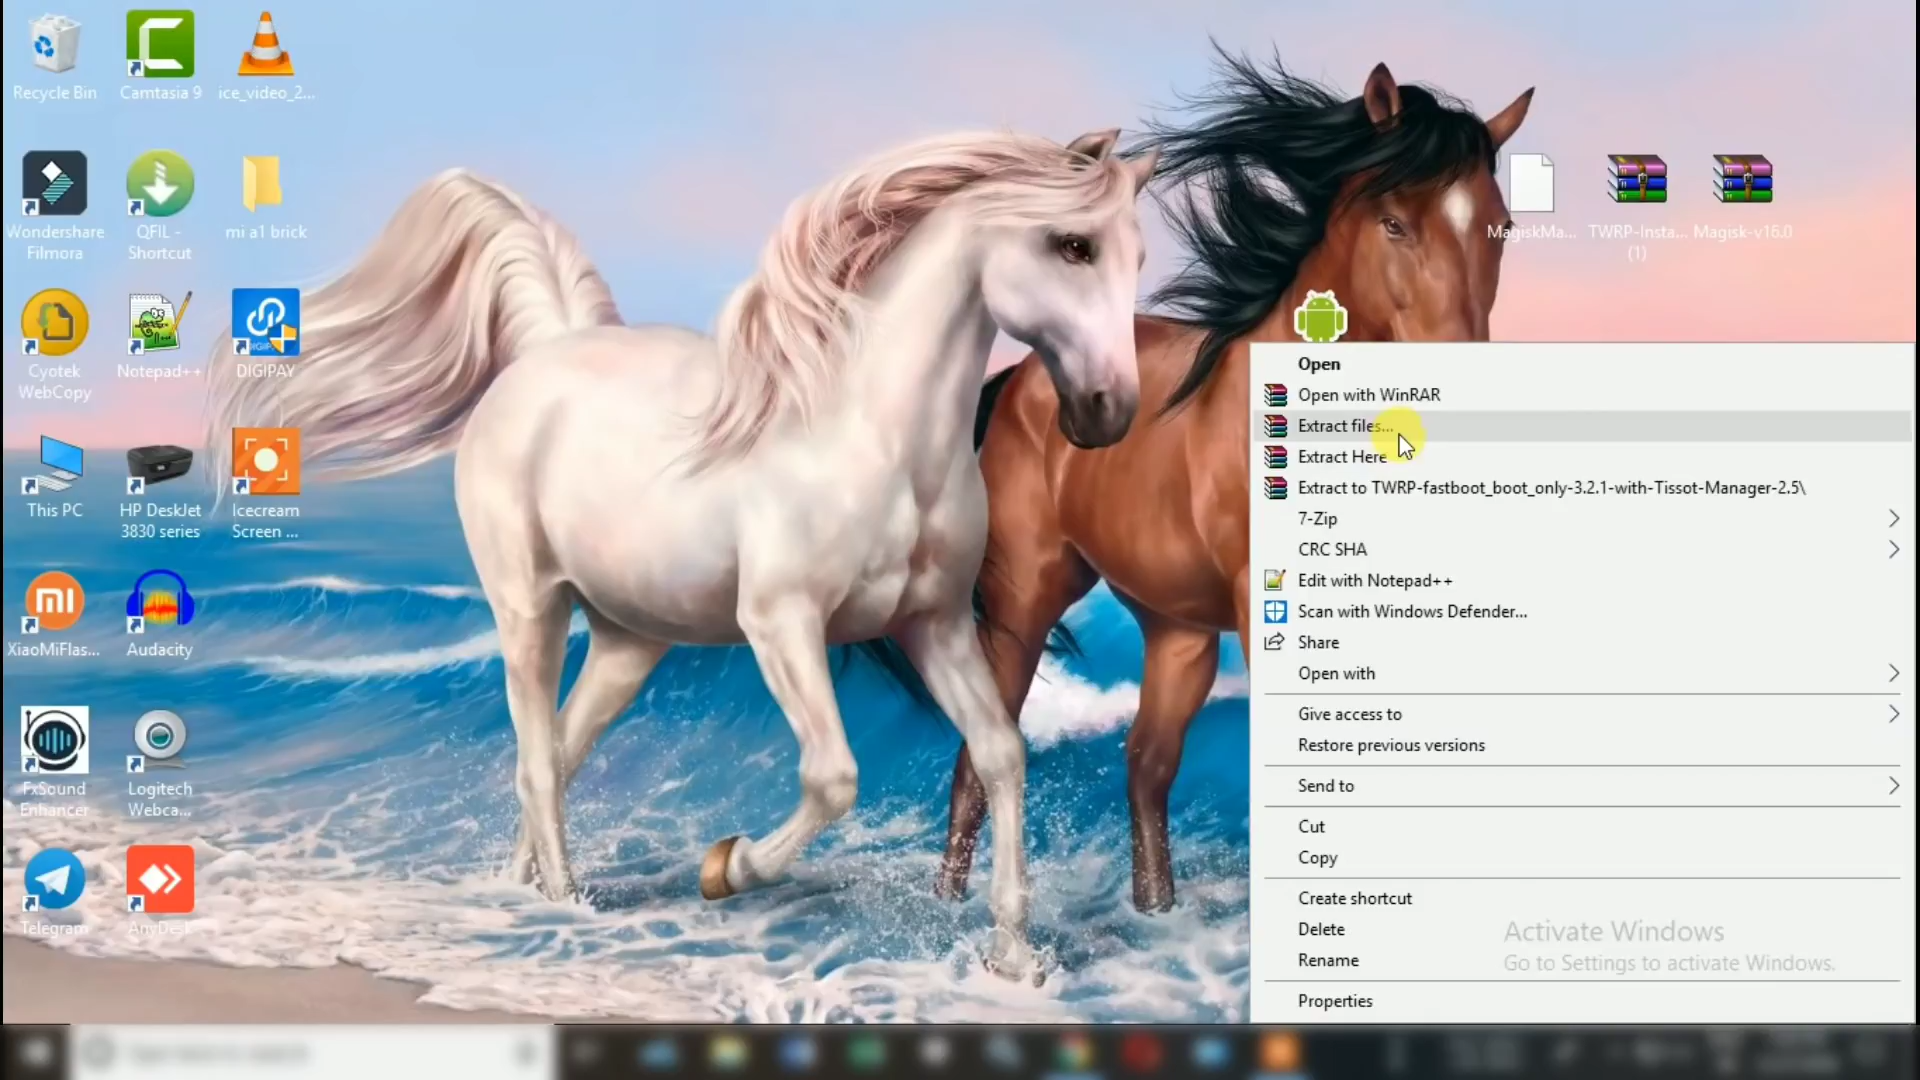 Recycle Bin
Camtasia 9
ice_video_2...
Wondershare
Filmora
QFIL -
Shortcut
mi a1 brick
Cyotek
WebCopy
Notepad++
DIGIPAY
This PC
HP DeskJet
3830 series
Icecream
Screen ...
XiaoMiFlas...
Audacity
FxSound
Enhancer
Logitech
Webca...
Telegram
AnyDesk
MagiskMa...
TWRP-Insta...
(1)
Magisk-v16.0
Open
Open with WinRAR
Extract files...
Extract Here
Extract to TWRP-fastboot_boot_only-3.2.1-with-Tissot-Manager-2.5\
7-Zip
CRC SHA
Edit with Notepad++
Scan with Windows Defender...
Share
Open with
Give access to
Restore previous versions
Send to
Cut
Copy
Create shortcut
Delete
Rename
Properties
Activate Windows
Go to Settings to activate Windows.